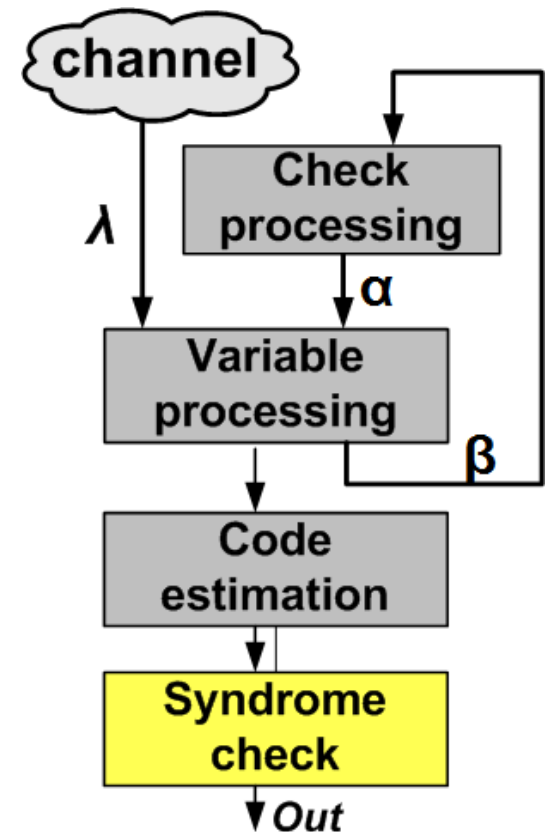 channel
Check
processing
λ
α
Variable
processing
β
Code
estimation
Syndrome
check
Out